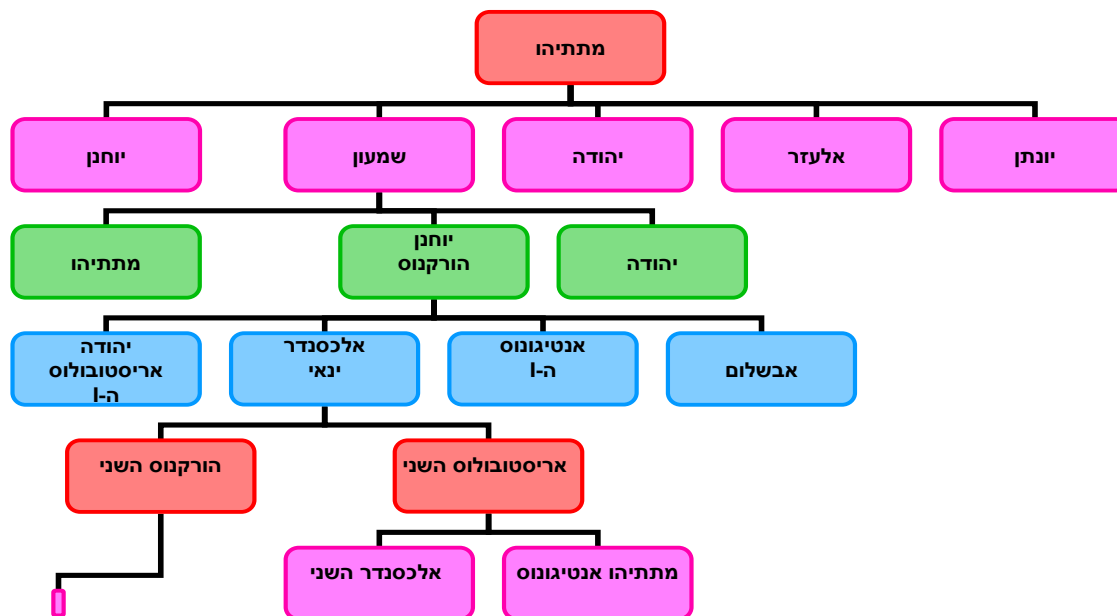 מתתיהו
יונתן
אלעזר
יהודה
שמעון
יוחנן
יהודה
יוחנן
הורקנוס
מתתיהו
אבשלום
אנטיגונוס
ה-I
אלכסנדר
ינאי
יהודה
אריסטובולוס
ה-I
אריסטובולוס השני
הורקנוס השני
מתתיהו אנטיגונוס
אלכסנדר השני